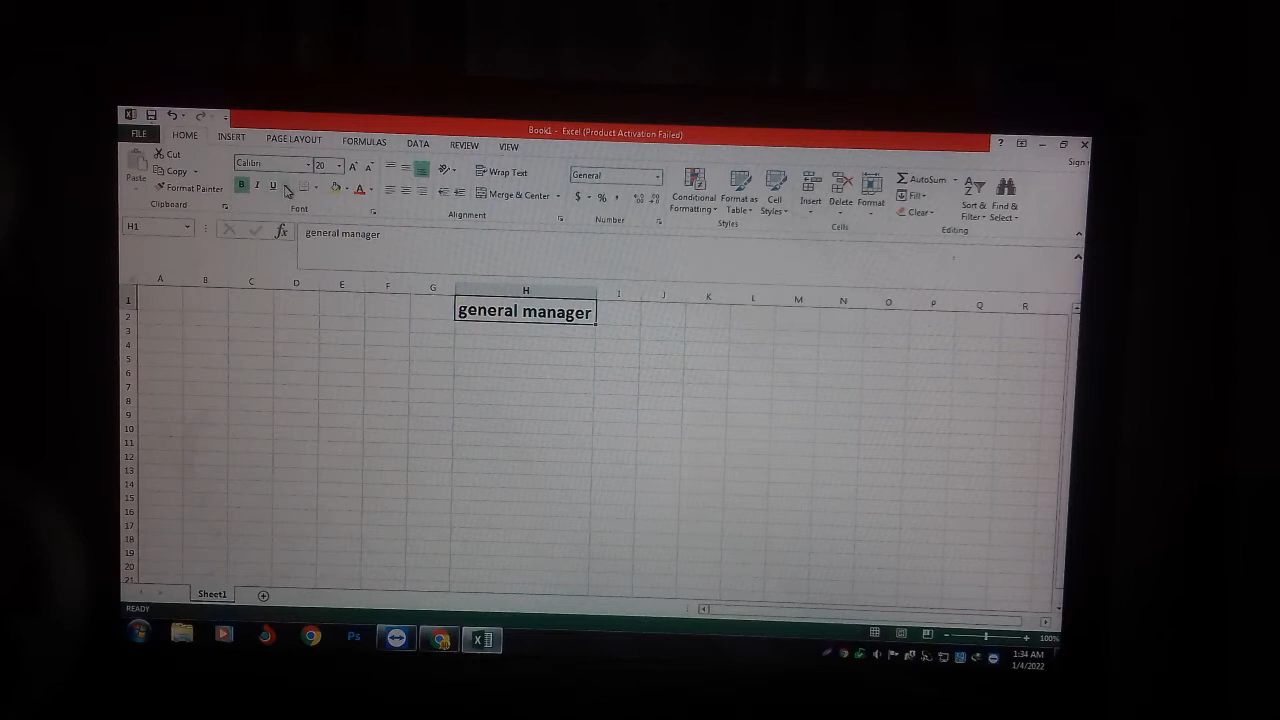 Book1 - Excel (Product Activation Failed)
FILE HOME INSERT PAGE LAYOUT FORMULAS DATA REVIEW VIEW
Sign
Paste
Cut
Copy
Format Painter
Clipboard
Calibri 20
B I U
Font
Wrap Text
Merge & Center
Alignment
General
$ % ,
Number
Conditional Formatting
Format as Table
Cell Styles
Styles
Insert Delete Format
Cells
AutoSum
Fill
Clear
Sort & Filter
Find & Select
Editing
H1 fx general manager
A B C D E F G H I J K L M N O P Q R
1 general manager
2
3
4
5
6
7
8
9
10
11
12
13
14
15
16
17
18
19
20
21
Sheet1
READY
100%
Ps
1:34 AM
1/4/2022